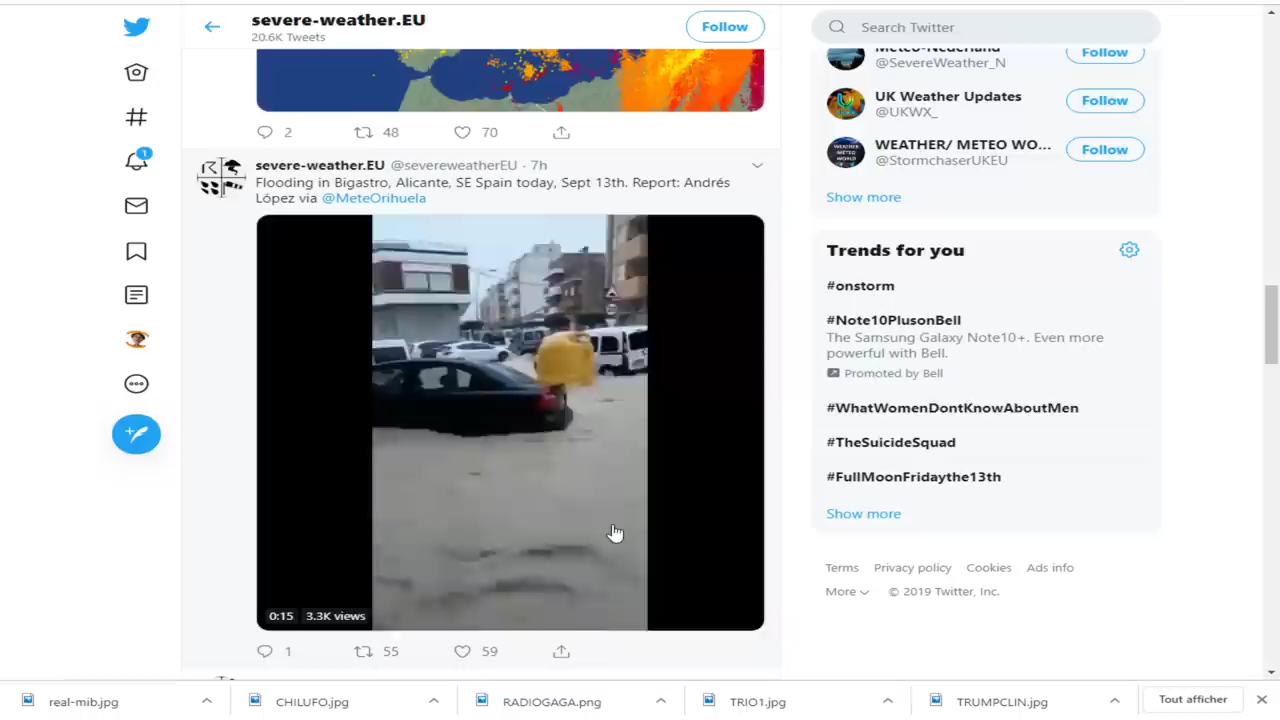 severe-weather.EU
20.6K Tweets
Follow
2
48
70
severe-weather.EU @severeweatherEU · 7h
Flooding in Bigastro, Alicante, SE Spain today, Sept 13th. Report: Andrés
López via @MeteOrihuela
0:15
3.3K views
1
55
59
1
Search Twitter
Meteo-Nederland
@SevereWeather_N
Follow
UK Weather Updates
@UKWX_
Follow
WEATHER/ METEO WO...
@StormchaserUKEU
Follow
Show more
Trends for you
#onstorm
#Note10PlusonBell
The Samsung Galaxy Note10+. Even more
powerful with Bell.
Promoted by Bell
#WhatWomenDontKnowAboutMen
#TheSuicideSquad
#FullMoonFridaythe13th
Show more
Terms Privacy policy Cookies Ads info
More © 2019 Twitter, Inc.
real-mib.jpg
CHILUFO.jpg
RADIOGAGA.png
TRIO1.jpg
TRUMPCLIN.jpg
Tout afficher